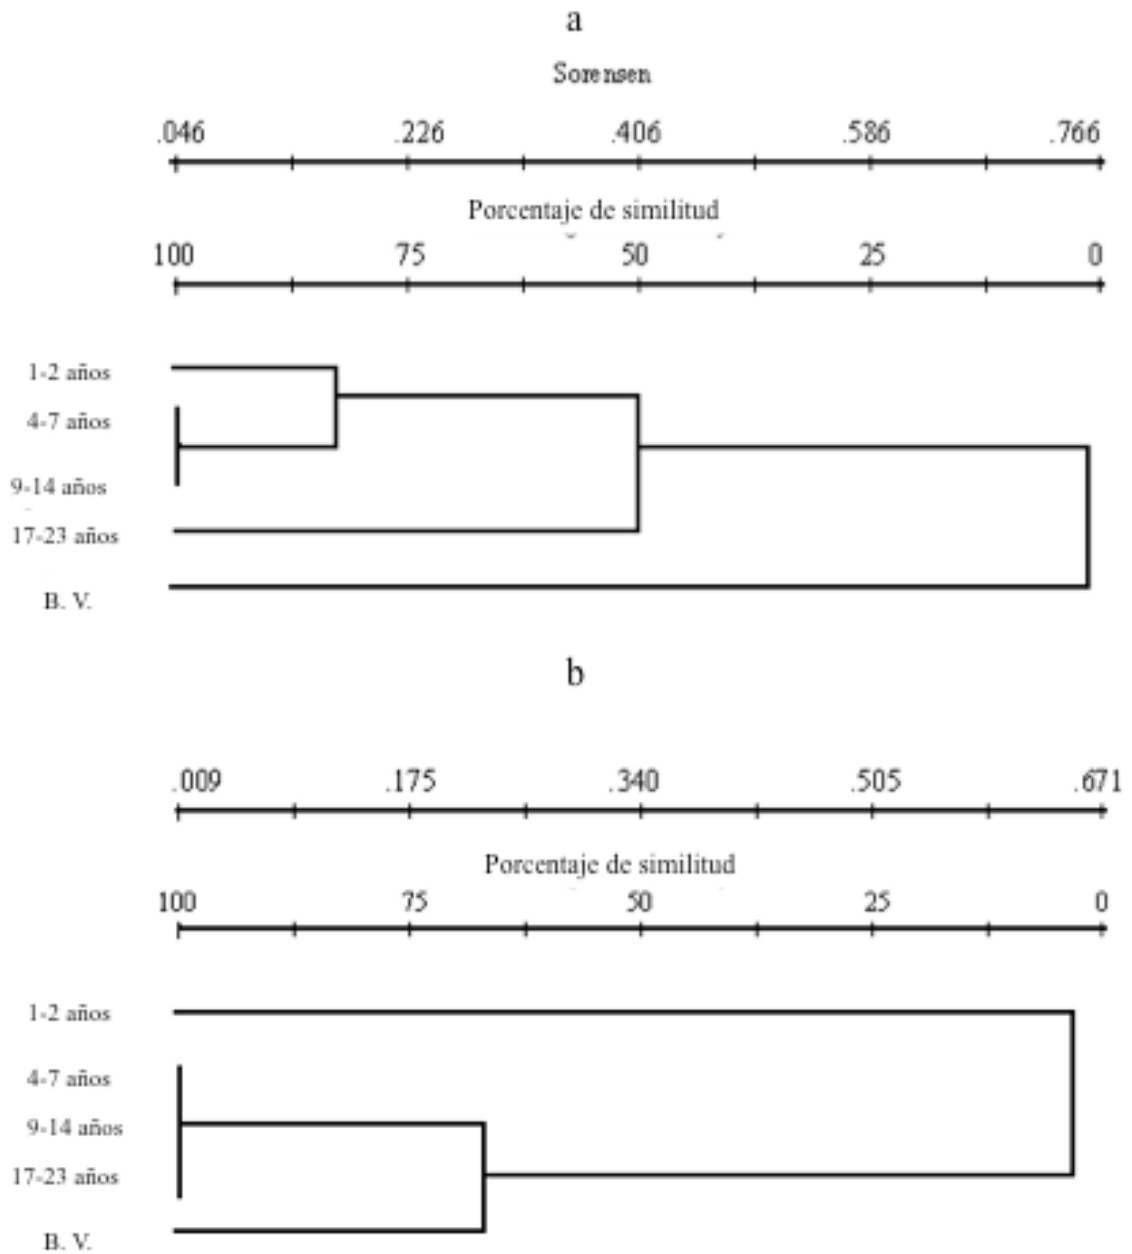 a
Sorensen
.046 .226 .406 .586 .766
Porcentaje de similitud
100 75 50 25 0
1-2 años
4-7 años
9-14 años
17-23 años
B. V.
b
.009 .175 .340 .505 .671
Porcentaje de similitud
100 75 50 25 0
1-2 años
4-7 años
9-14 años
17-23 años
B. V.